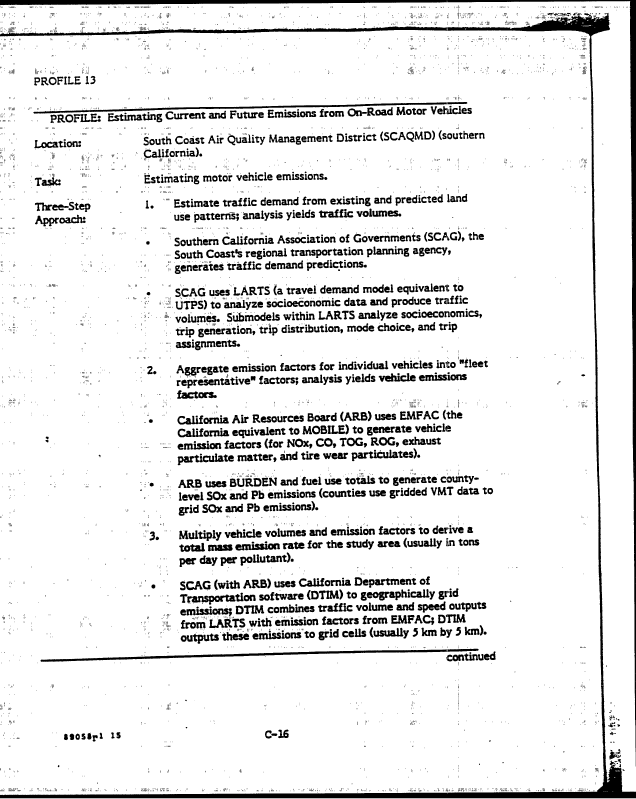 PROFILE 13
PROFILE: Estimating Current and Future Emissions from On-Road Motor Vehicles
Location: South Coast Air Quality Management District (SCAQMD) (southern
California).
Task: Estimating motor vehicle emissions.
Three-Step 1. Estimate traffic demand from existing and predicted land
Approach: use patterns; analysis yields traffic volumes.
• Southern California Association of Governments (SCAG), the
South Coast's regional transportation planning agency,
generates traffic demand predictions.
• SCAG uses LARTS (a travel demand model equivalent to
UTPS) to analyze socioeconomic data and produce traffic
volumes. Submodels within LARTS analyze socioeconomics,
trip generation, trip distribution, mode choice, and trip
assignments.
2. Aggregate emission factors for individual vehicles into "fleet
representative" factors; analysis yields vehicle emissions
factors.
• California Air Resources Board (ARB) uses EMFAC (the
California equivalent to MOBILE) to generate vehicle
emission factors (for NOx, CO, TOG, ROG, exhaust
particulate matter, and tire wear particulates).
• ARB uses BURDEN and fuel use totals to generate county-
level SOx and Pb emissions (counties use gridded VMT data to
grid SOx and Pb emissions).
3. Multiply vehicle volumes and emission factors to derive a
total mass emission rate for the study area (usually in tons
per day per pollutant).
• SCAG (with ARB) uses California Department of
Transportation software (DTIM) to geographically grid
emissions; DTIM combines traffic volume and speed outputs
from LARTS with emission factors from EMFAC; DTIM
outputs these emissions to grid cells (usually 5 km by 5 km).
continued
89058r1 15 C-16